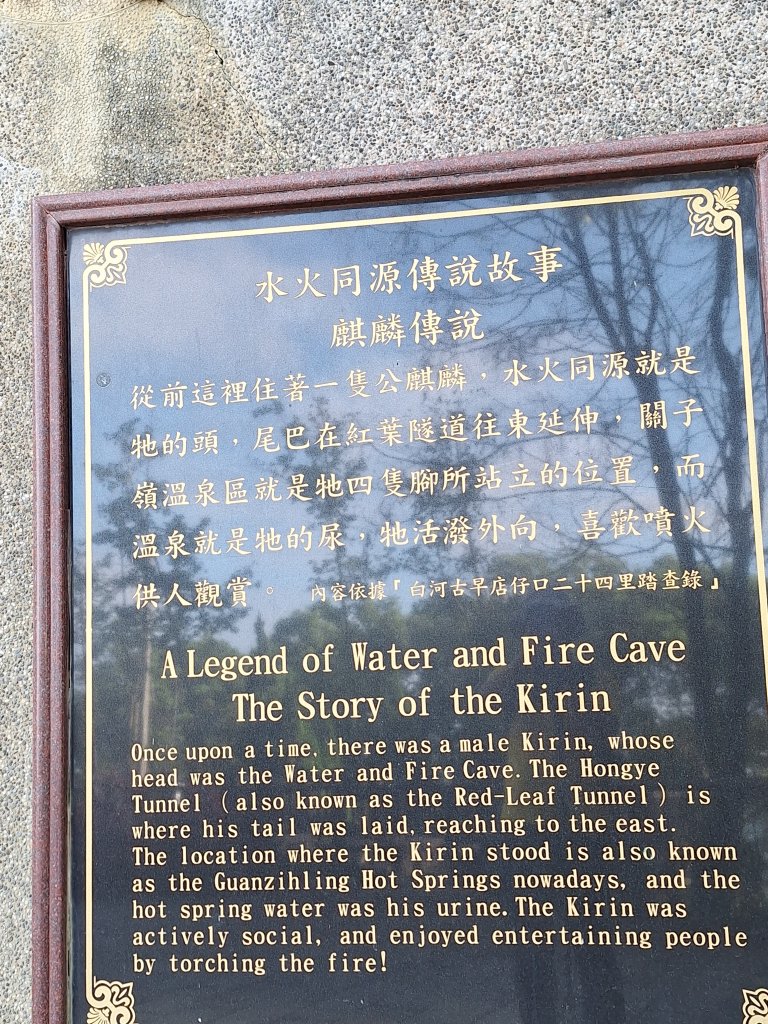 水火同源傳說故事
麒麟傳說
從前這裡住著一隻公麒麟，水火同源就是
牠的頭，尾巴在紅葉隧道往東延伸，關子
嶺溫泉區就是牠四隻腳所站立的位置，而
溫泉就是牠的尿，牠活潑外向，喜歡噴火
供人觀賞。 內容依據「白河古早店仔口二十四里踏查錄」
A Legend of Water and Fire Cave
The Story of the Kirin
Once upon a time, there was a male Kirin, whose
head was the Water and Fire Cave. The Hongye
Tunnel (also known as the Red-Leaf Tunnel) is
where his tail was laid, reaching to the east.
The location where the Kirin stood is also known
as the Guanzihling Hot Springs nowadays, and the
hot spring water was his urine. The Kirin was
actively social, and enjoyed entertaining people
by torching the fire!